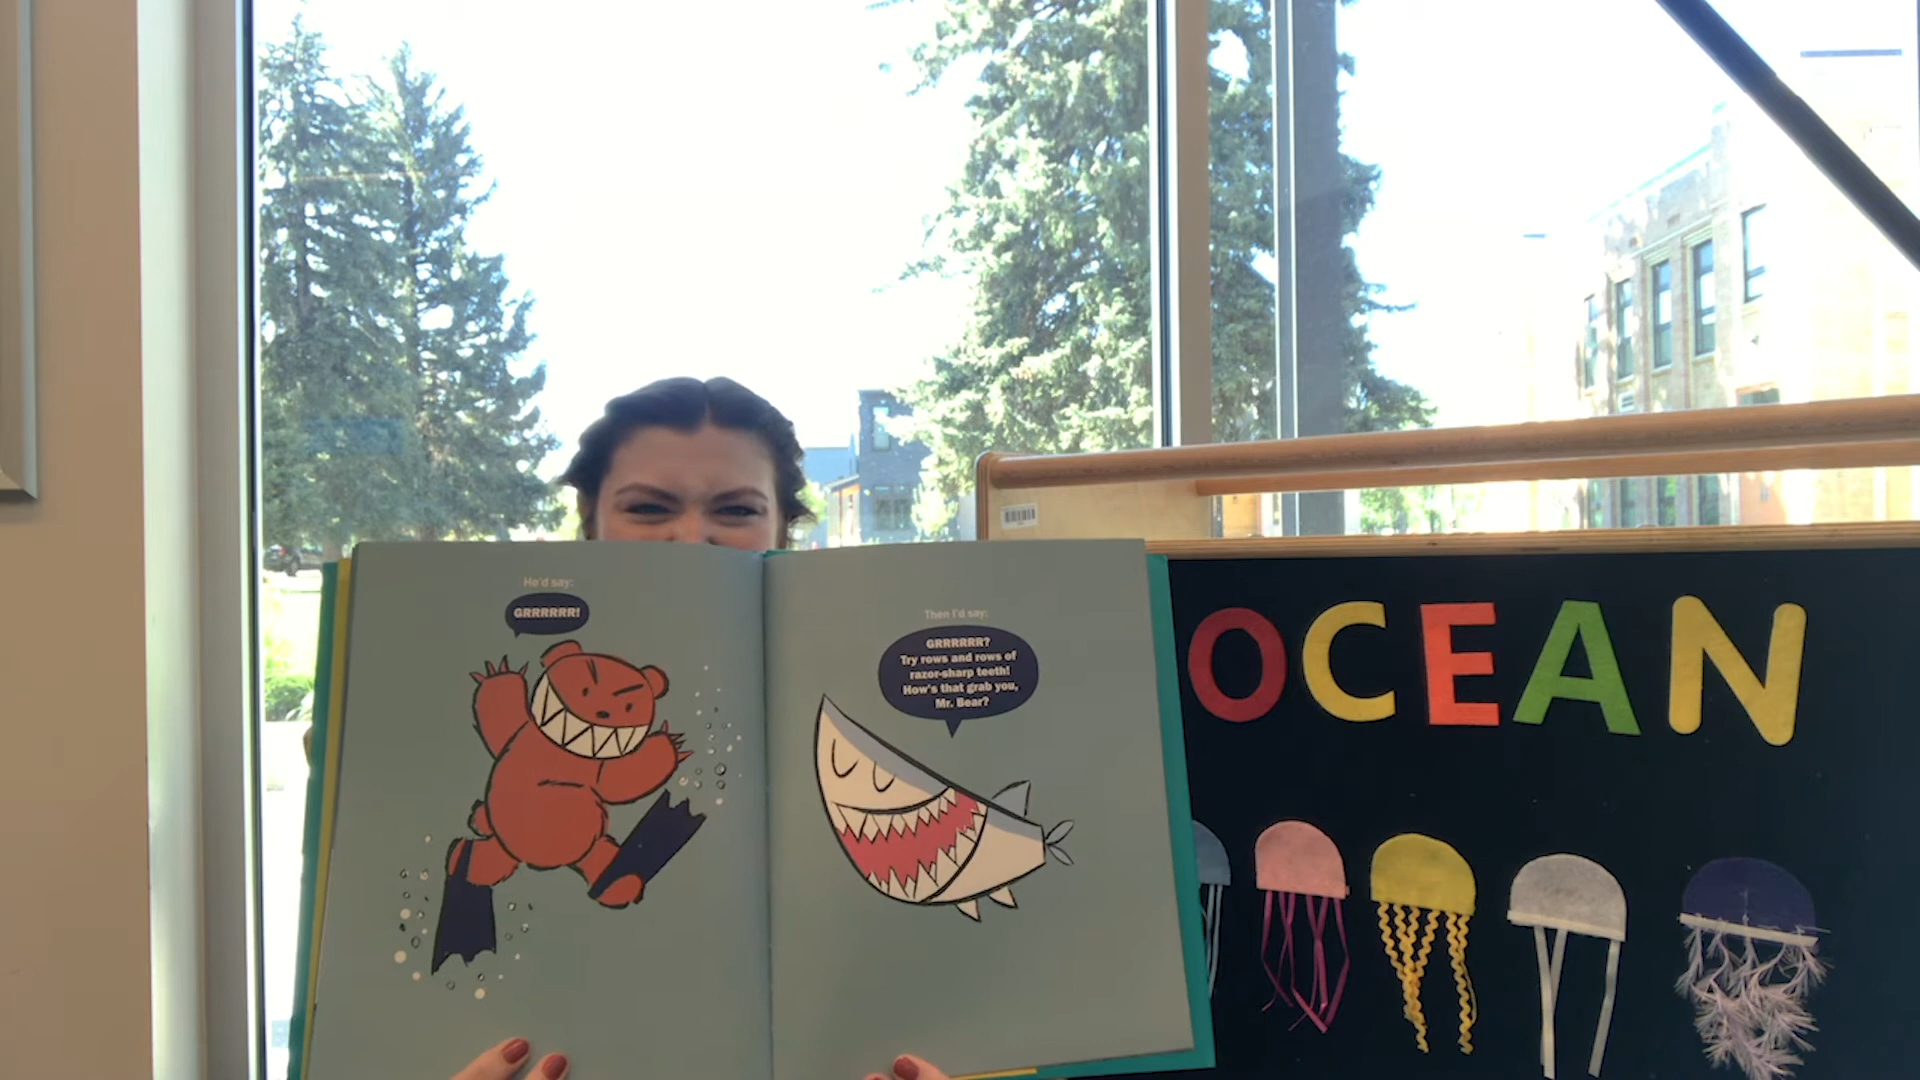 He'd say:
GRRRRRR!
Then I'd say:
GRRRRRR?
Try rows and rows of
razor-sharp teeth!
How's that grab you,
Mr. Bear?
OCEAN